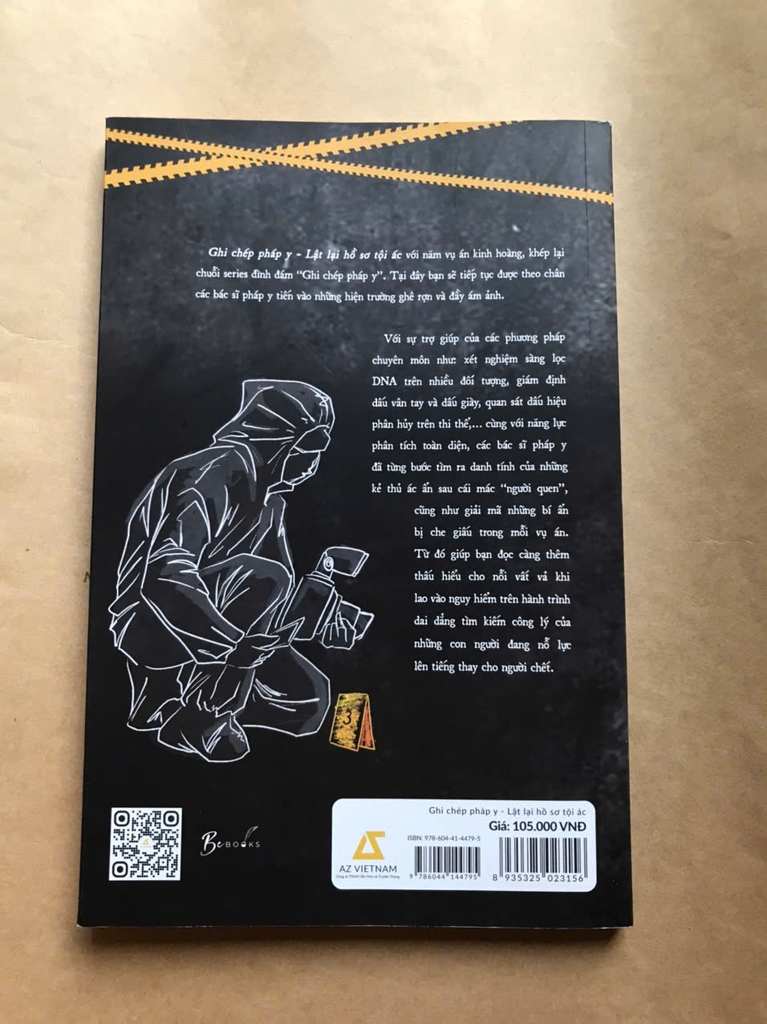 Ghi chép pháp y - Lật lại hồ sơ tội ác với năm vụ án kinh hoàng, khép lại
chuỗi series đình đám “Ghi chép pháp y”. Tại đây bạn sẽ tiếp tục được theo chân
các bác sĩ pháp y tiến vào những hiện trường ghê rợn và đầy ám ảnh.
Với sự trợ giúp của các phương pháp
chuyên môn như: xét nghiệm sàng lọc
DNA trên nhiều đối tượng, giám định
dấu vân tay và dấu giày, quan sát dấu hiệu
phân hủy trên thi thể,... cùng với năng lực
phân tích toàn diện, các bác sĩ pháp y
đã từng bước tìm ra danh tính của những
kẻ thủ ác ẩn sau cái mác “người quen”,
cũng như giải mã những bí ẩn
bị che giấu trong mỗi vụ án.
Từ đó giúp bạn đọc càng thêm
thấu hiểu cho nỗi vất vả khi
lao vào nguy hiểm trên hành trình
dai dẳng tìm kiếm công lý của
những con người đang nỗ lực
lên tiếng thay cho người chết.
3
BeBOOKS
AZ VIETNAM
Công ty TNHH Văn hóa và Truyền thông
Ghi chép pháp y - Lật lại hồ sơ tội ác
Giá: 105.000 VNĐ
ISBN: 978-604-41-4479-5
9 786044 144795
8 935325 023156